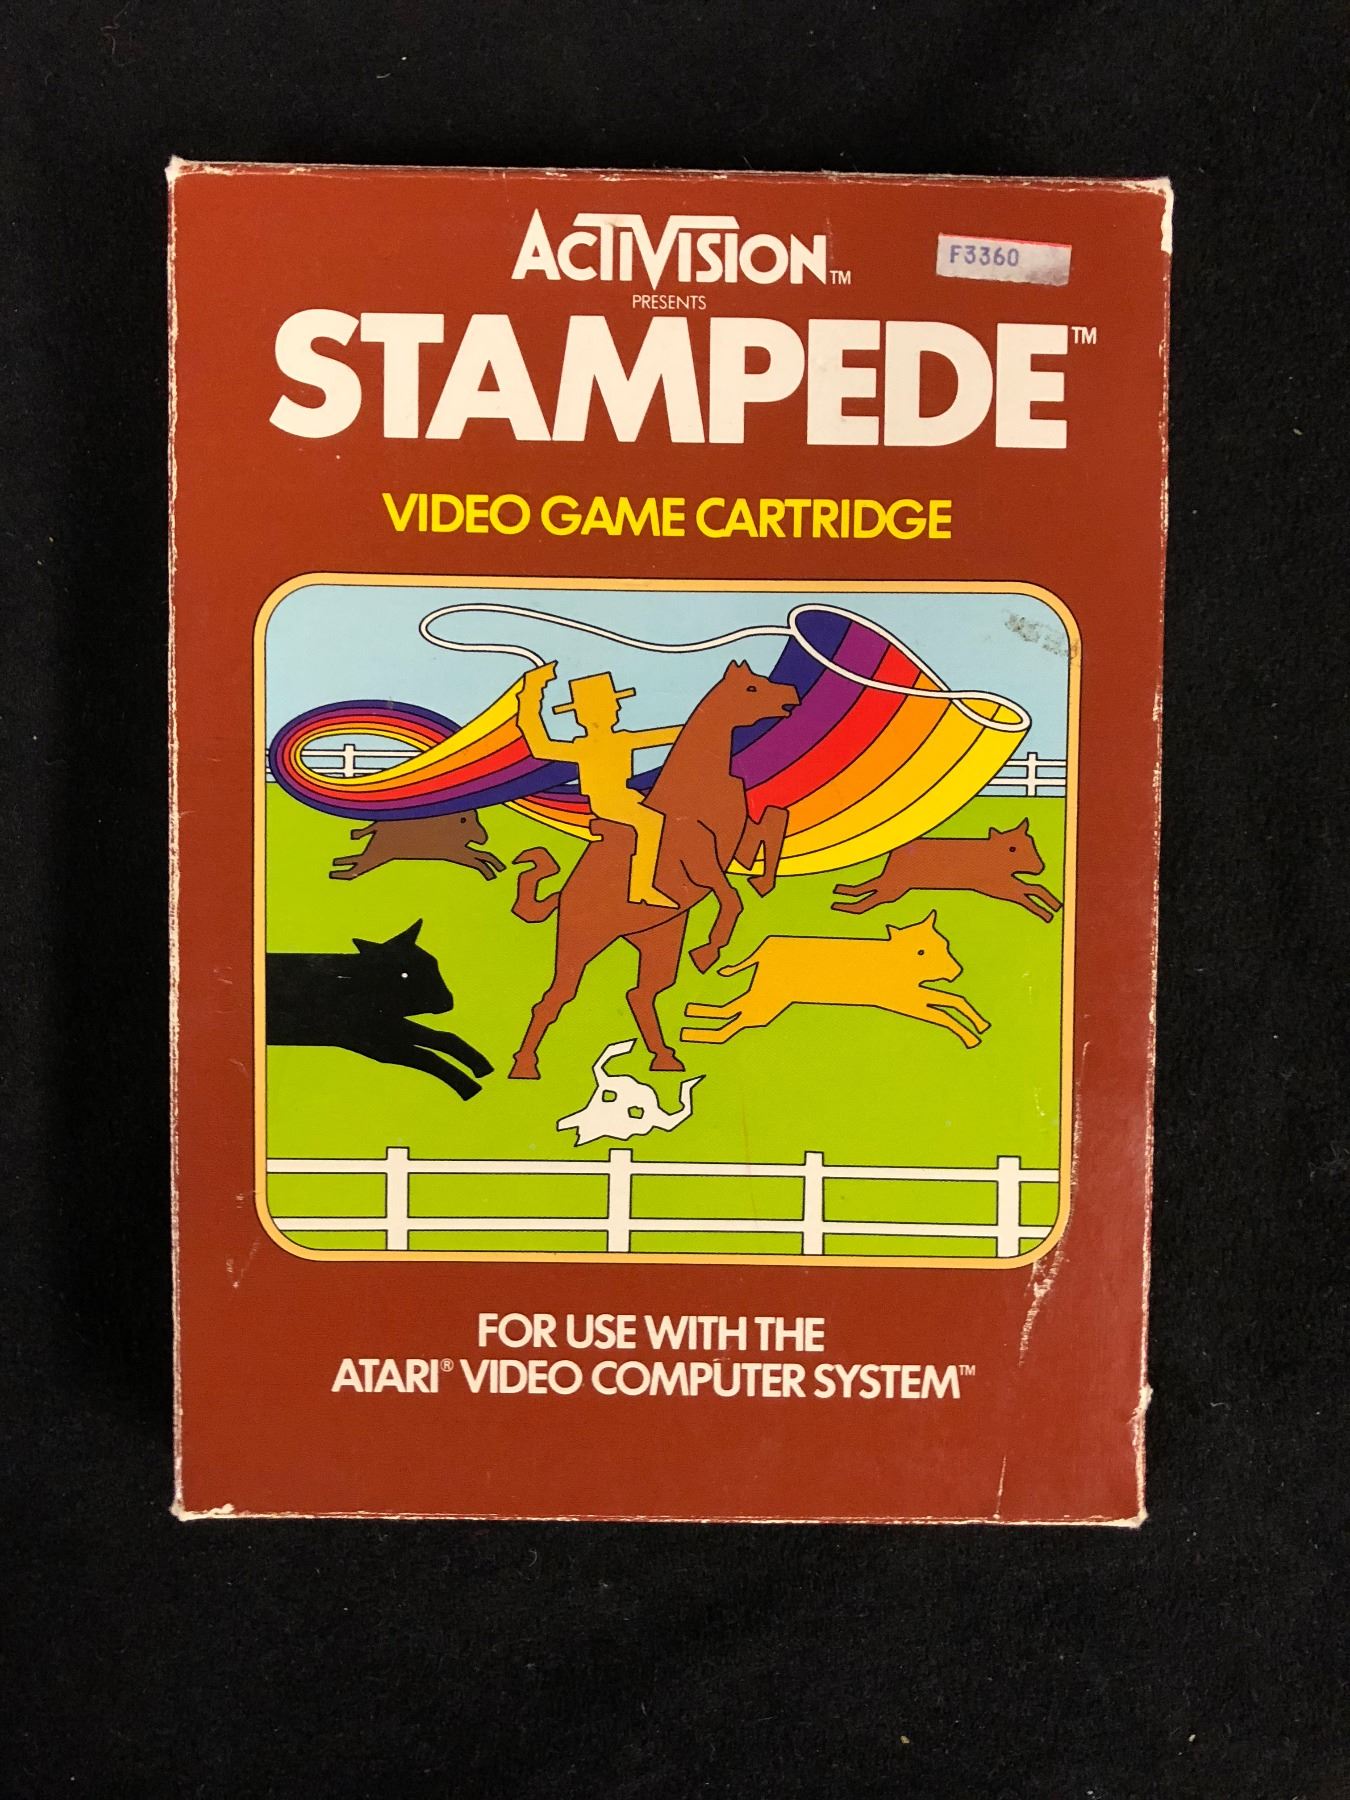 ACTIVISION™
F3360
PRESENTS
STAMPEDE™
VIDEO GAME CARTRIDGE
FOR USE WITH THE
ATARI® VIDEO COMPUTER SYSTEM™